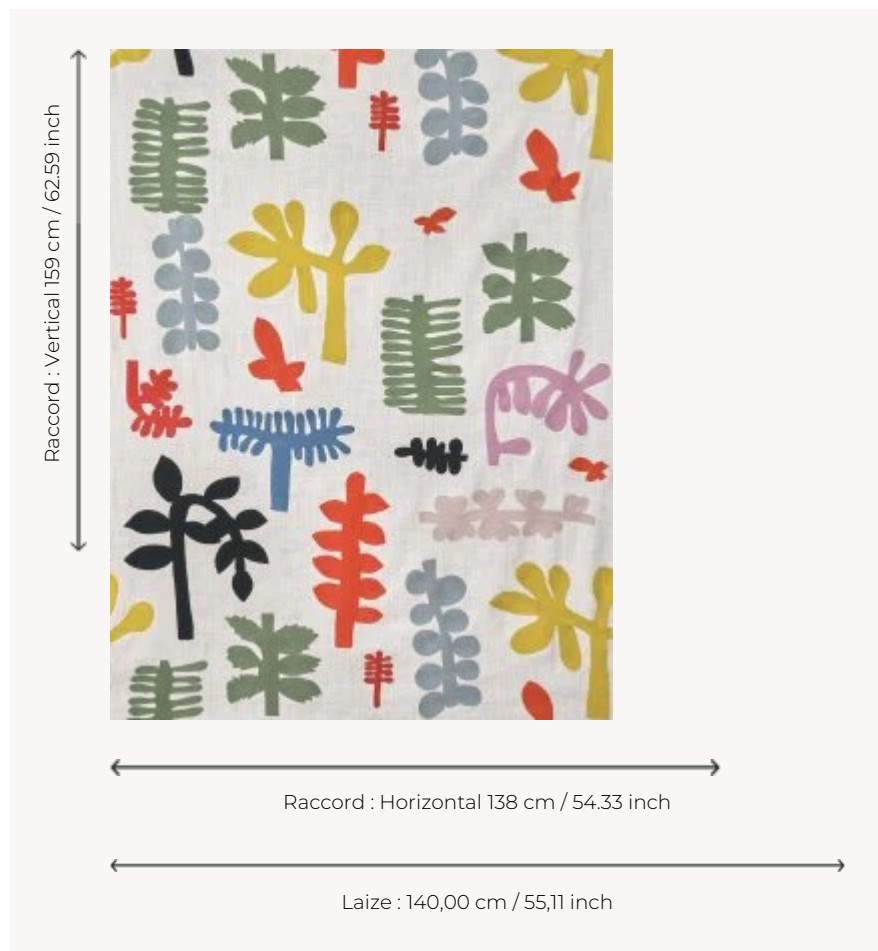 Raccord : Vertical 159 cm / 62.59 inch
Raccord : Horizontal 138 cm / 54.33 inch
Laize : 140,00 cm / 55,11 inch